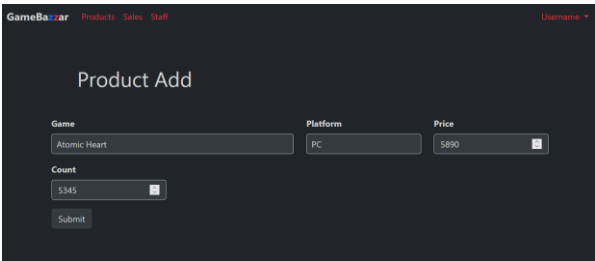 GameBazzar Products Sales Staff Username
Product Add
Game Platform Price
Atomic Heart PC 5890
Count
5345
Submit